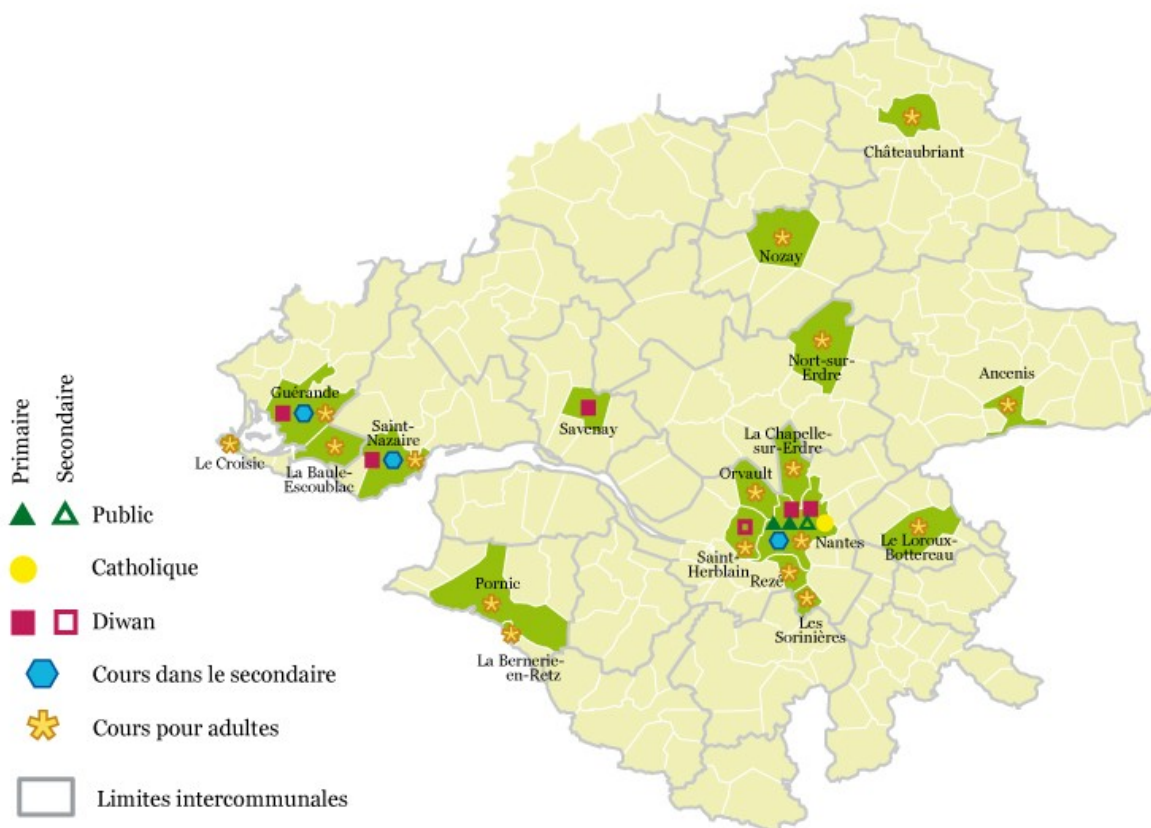 Châteaubriant
Nozay
Nort-sur-
Erdre
Ancenis
Guérande
Saint-
Nazaire
Savenay
Le Croisic
La Baule-
Escoublac
La Chapelle-
sur-Erdre
Orvault
Nantes
Le Loroux-
Bottereau
Saint-
Herblain
Rezé
Pornic
Les
Sorinières
La Bernerie-
en-Retz
Primaire
Secondaire
Public
Catholique
Diwan
Cours dans le secondaire
Cours pour adultes
Limites intercommunales